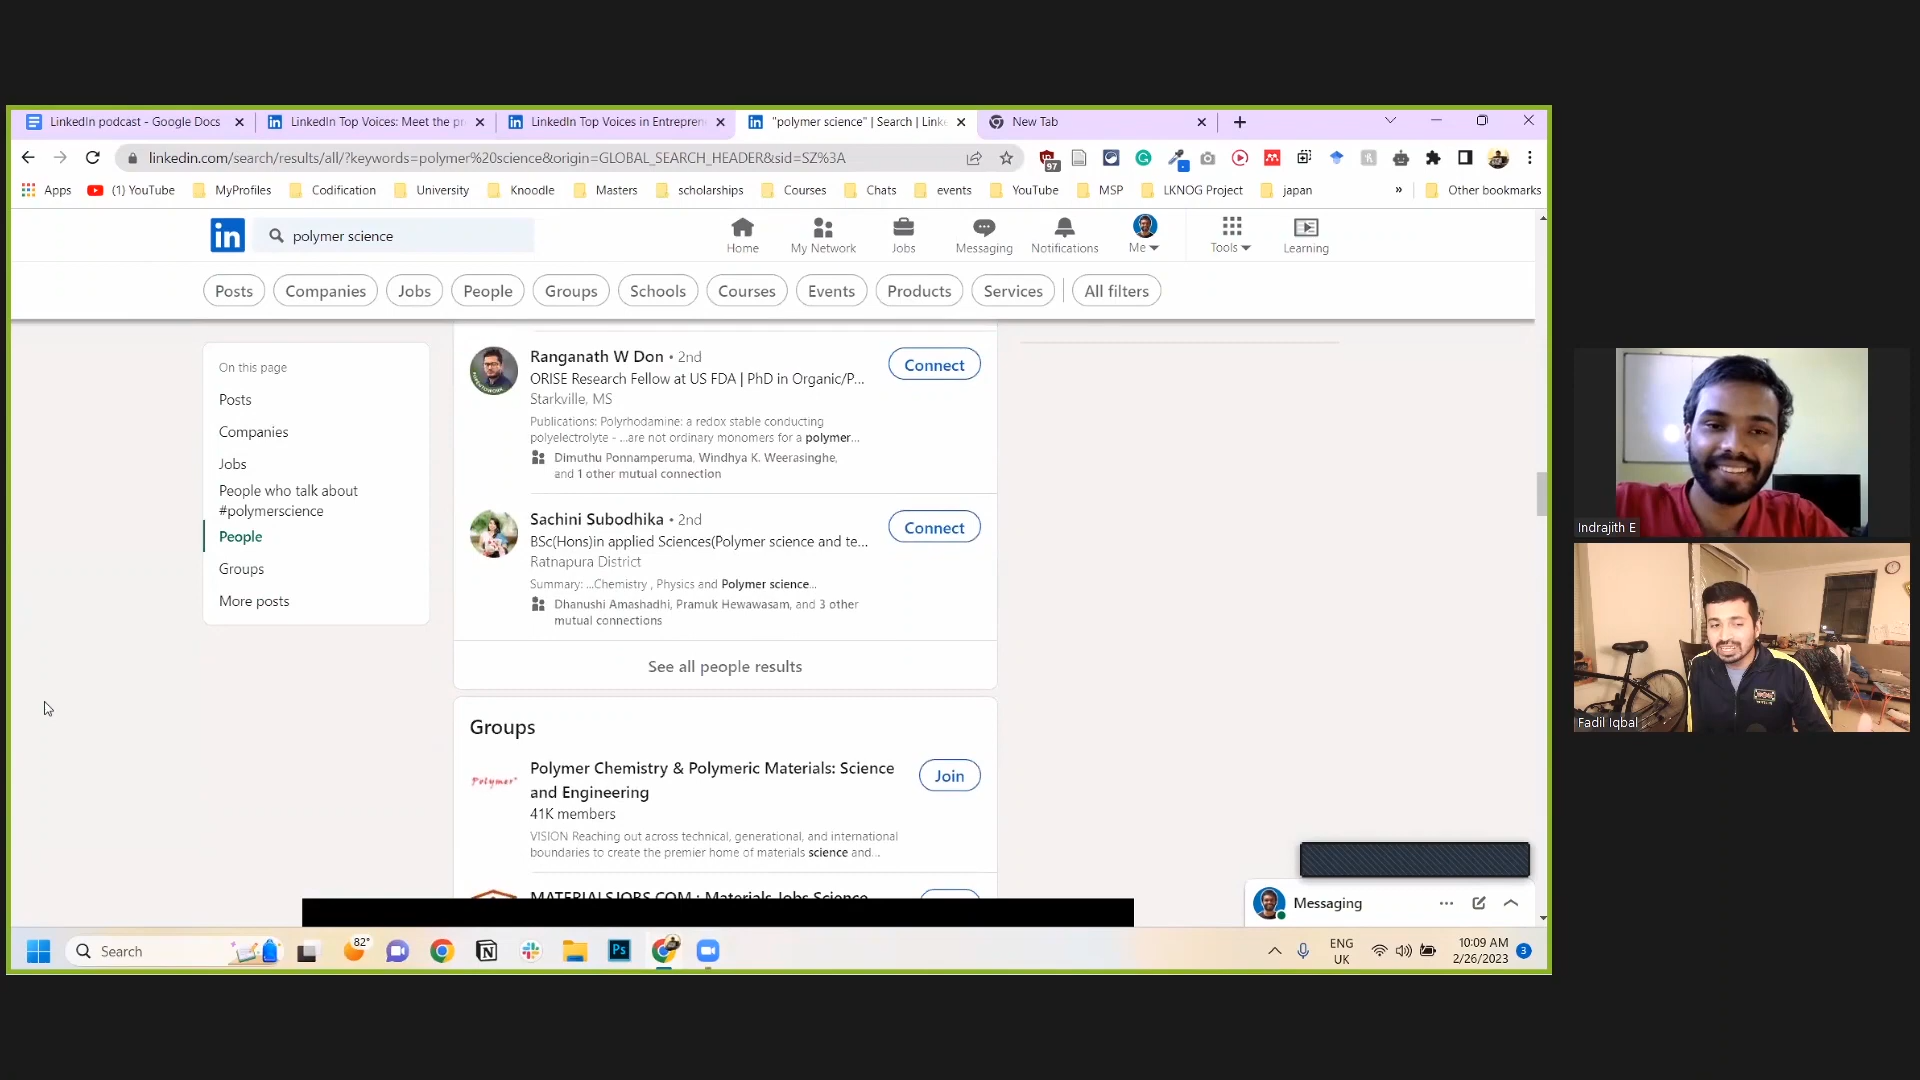 LinkedIn podcast - Google Docs
LinkedIn Top Voices: Meet the pr
LinkedIn Top Voices in Entrepren
"polymer science" | Search | Linke
New Tab
linkedin.com/search/results/all/?keywords=polymer%20science&origin=GLOBAL_SEARCH_HEADER&sid=SZ%3A
97
Apps
(1) YouTube
MyProfiles
Codification
University
Knoodle
Masters
scholarships
Courses
Chats
events
YouTube
MSP
LKNOG Project
japan
»
Other bookmarks
in
polymer science
Home
My Network
Jobs
Messaging
Notifications
Me
Tools
Learning
Posts
Companies
Jobs
People
Groups
Schools
Courses
Events
Products
Services
All filters
On this page
Posts
Companies
Jobs
People who talk about
#polymerscience
People
Groups
More posts
Ranganath W Don • 2nd
Connect
ORISE Research Fellow at US FDA | PhD in Organic/P...
Starkville, MS
Publications: Polyrhodamine: a redox stable conducting
polyelectrolyte - ...are not ordinary monomers for a polymer...
Dimuthu Ponnamperuma, Windhya K. Weerasinghe,
and 1 other mutual connection
Sachini Subodhika • 2nd
Connect
BSc(Hons)in applied Sciences(Polymer science and te...
Ratnapura District
Summary: ...Chemistry , Physics and Polymer science...
Dhanushi Amashadhi, Pramuk Hewawasam, and 3 other
mutual connections
See all people results
Groups
Polymer
Polymer Chemistry & Polymeric Materials: Science
and Engineering
Join
41K members
VISION Reaching out across technical, generational, and international
boundaries to create the premier home of materials science and...
MATERIALSJOBS.COM : Materials Jobs Science
Messaging
Search
82°
Ps
ENG
UK
10:09 AM
2/26/2023
3
Indrajith E
Fadil Iqbal